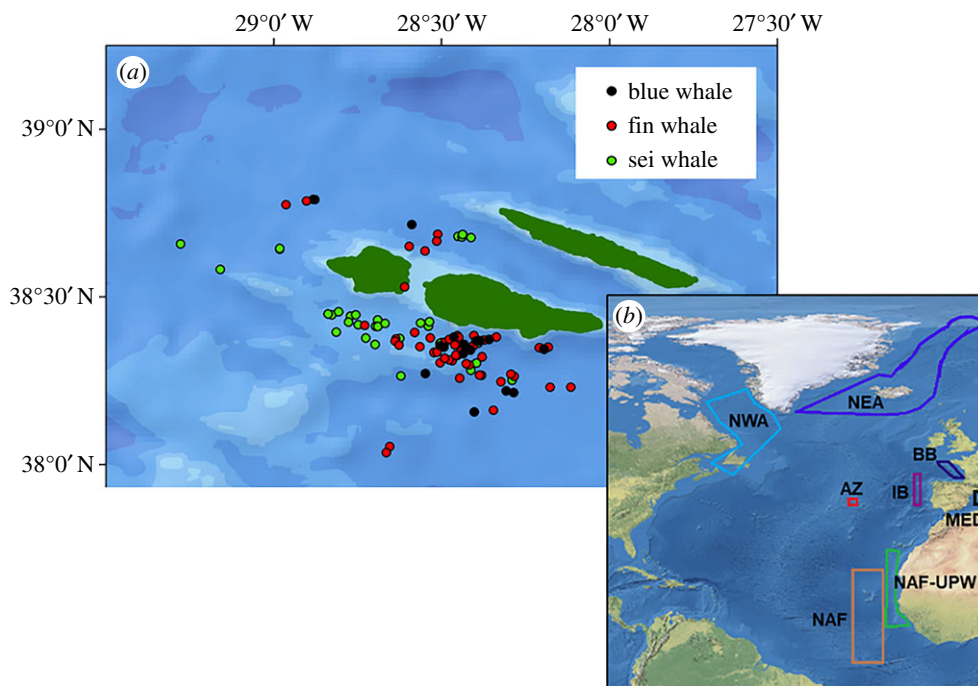 29°0′ W 28°30′ W 28°0′ W 27°30′ W
(a)
blue whale
fin whale
sei whale
39°0′ N
38°30′ N
38°0′ N
(b)
NEA
NWA
BB
AZ
IB
MED
NAF-UPW
NAF